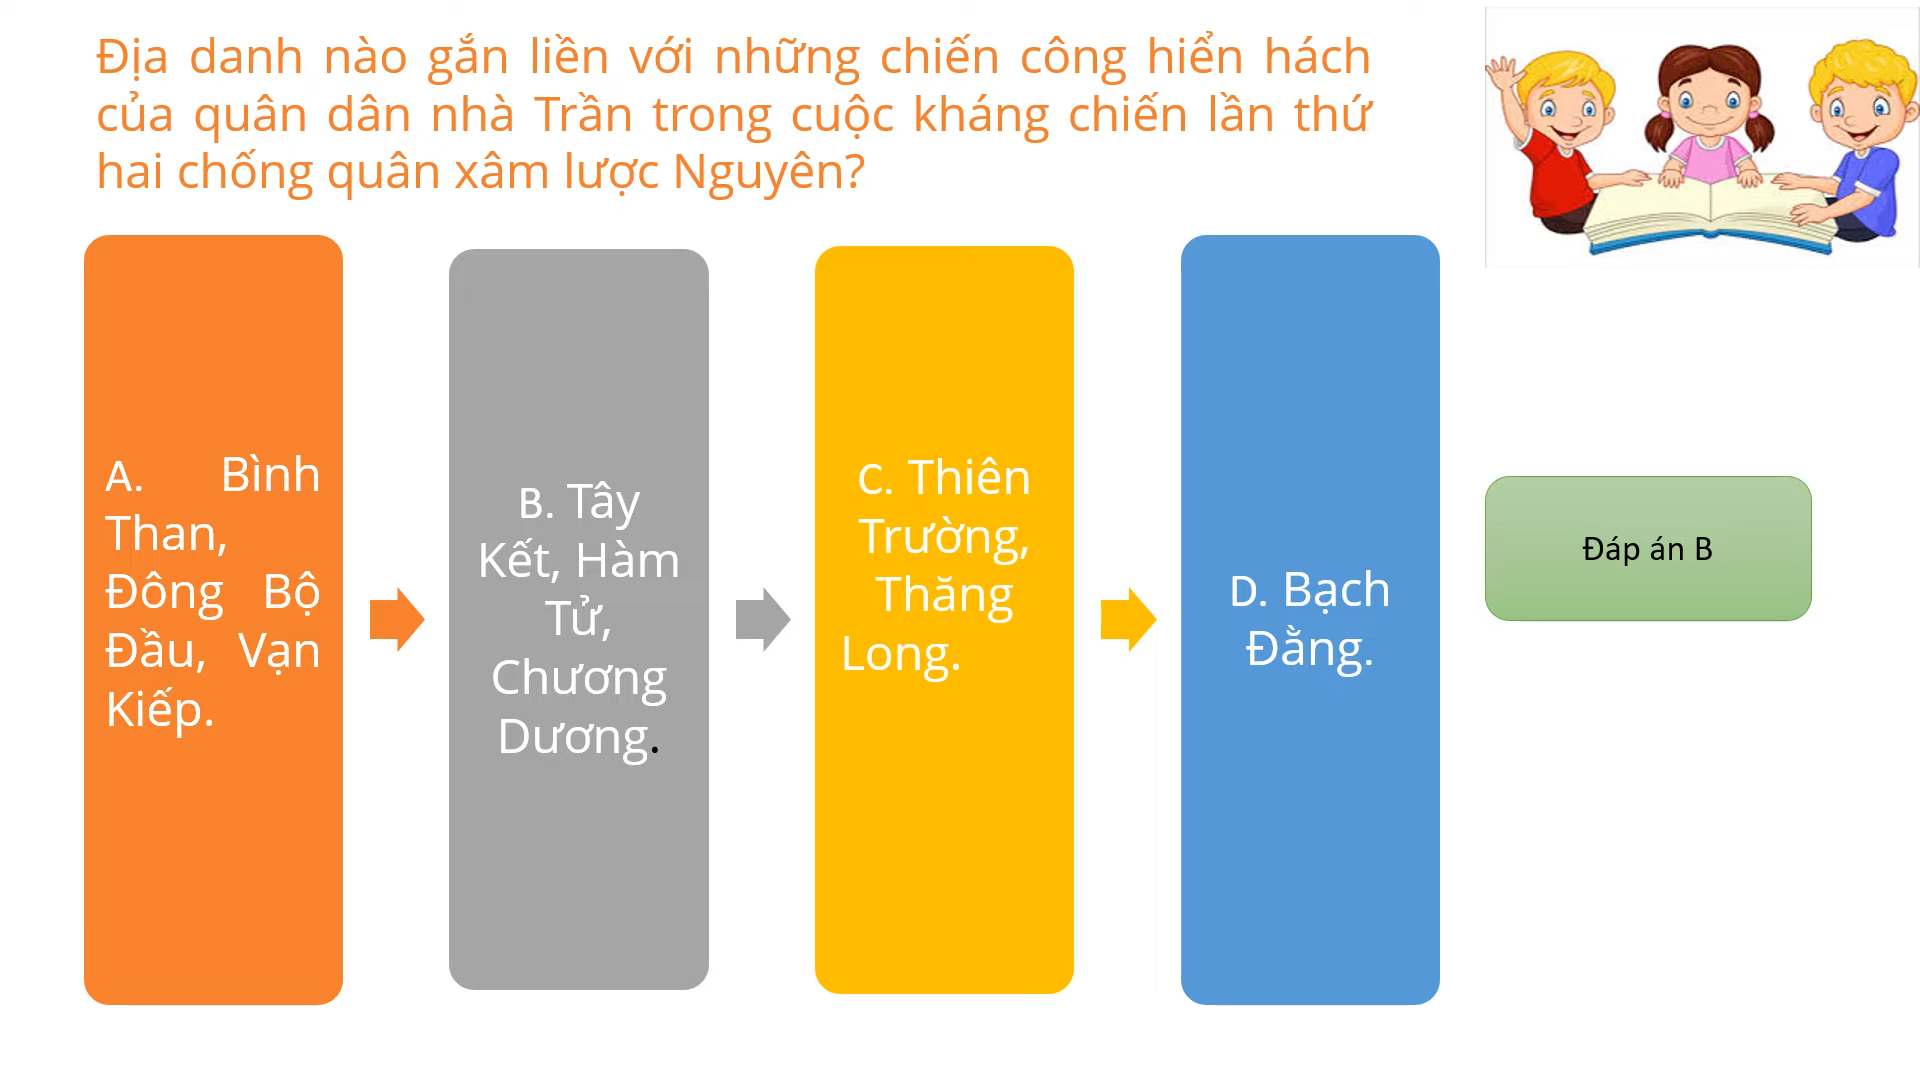 Địa danh nào gắn liền với những chiến công hiển hách
của quân dân nhà Trần trong cuộc kháng chiến lần thứ
hai chống quân xâm lược Nguyên?
A. Bình
Than,
Đông Bộ
Đầu, Vạn
Kiếp.
B. Tây
Kết, Hàm
Tử,
Chương
Dương.
C. Thiên
Trường,
Thăng
Long.
D. Bạch
Đằng.
Đáp án B